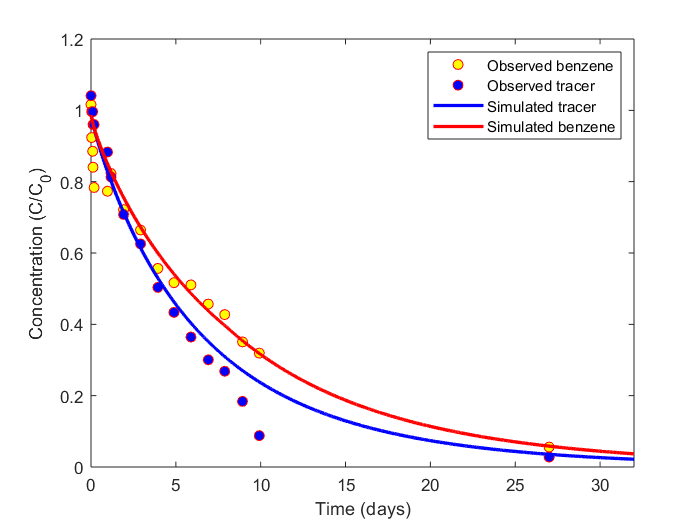 1.2
1
0.8
0.6
0.4
0.2
0
Concentration (C/C0)
Observed benzene
Observed tracer
Simulated tracer
Simulated benzene
0 5 10 15 20 25 30
Time (days)